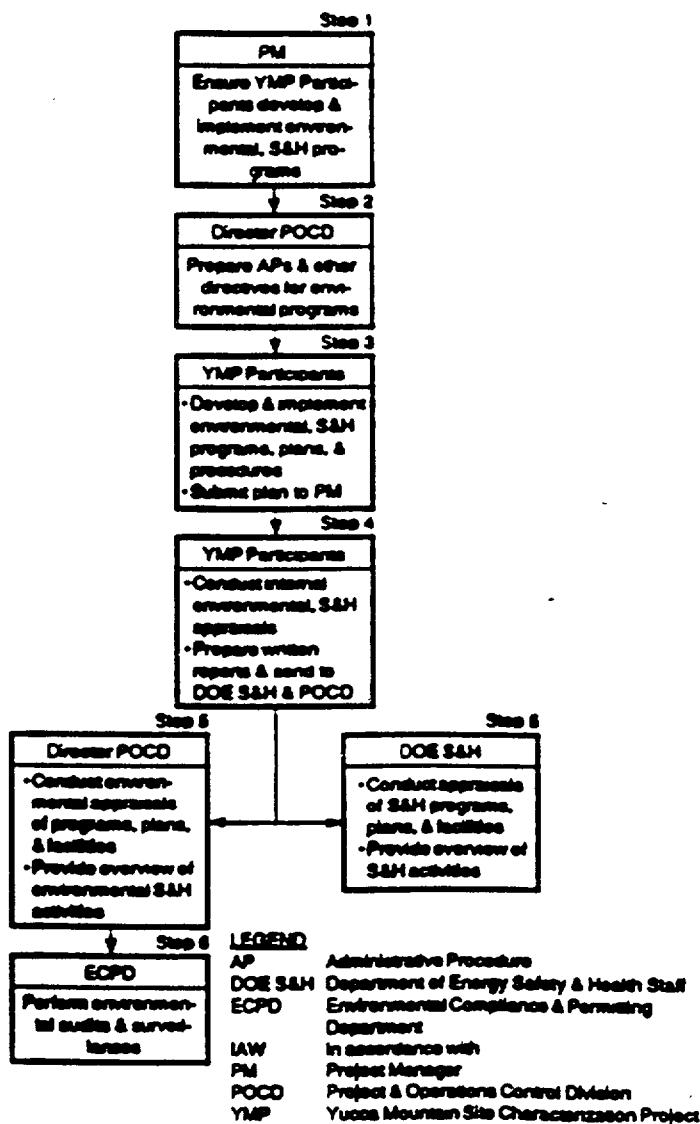 Step 1
PM
Ensure YMP Partici-
pants develop &
implement environ-
mental, S&H pro-
grams
Step 2
Director POCD
Prepare APs & other
directives for envi-
ronmental programs
Step 3
YMP Participants
• Develop & implement
environmental, S&H
programs, plans, &
procedures
• Submit plan to PM
Step 4
YMP Participants
• Conduct internal
environmental, S&H
appraisals
• Prepare written
reports & send to
DOE S&H & POCD
Step 5
Director POCD
• Conduct environ-
mental appraisals
of programs, plans,
& facilities
• Provide overview of
environmental S&H
activities
Step 5
DOE S&H
• Conduct appraisals
of S&H programs,
plans, & facilities
• Provide overview of
S&H activities
Step 6
ECPD
Perform environmen-
tal audits & surveil-
lances
LEGEND
AP Administrative Procedure
DOE S&H Department of Energy Safety & Health Staff
ECPD Environmental Compliance & Permitting
Department
IAW In accordance with
PM Project Manager
POCD Project & Operations Control Division
YMP Yucca Mountain Site Characterization Project